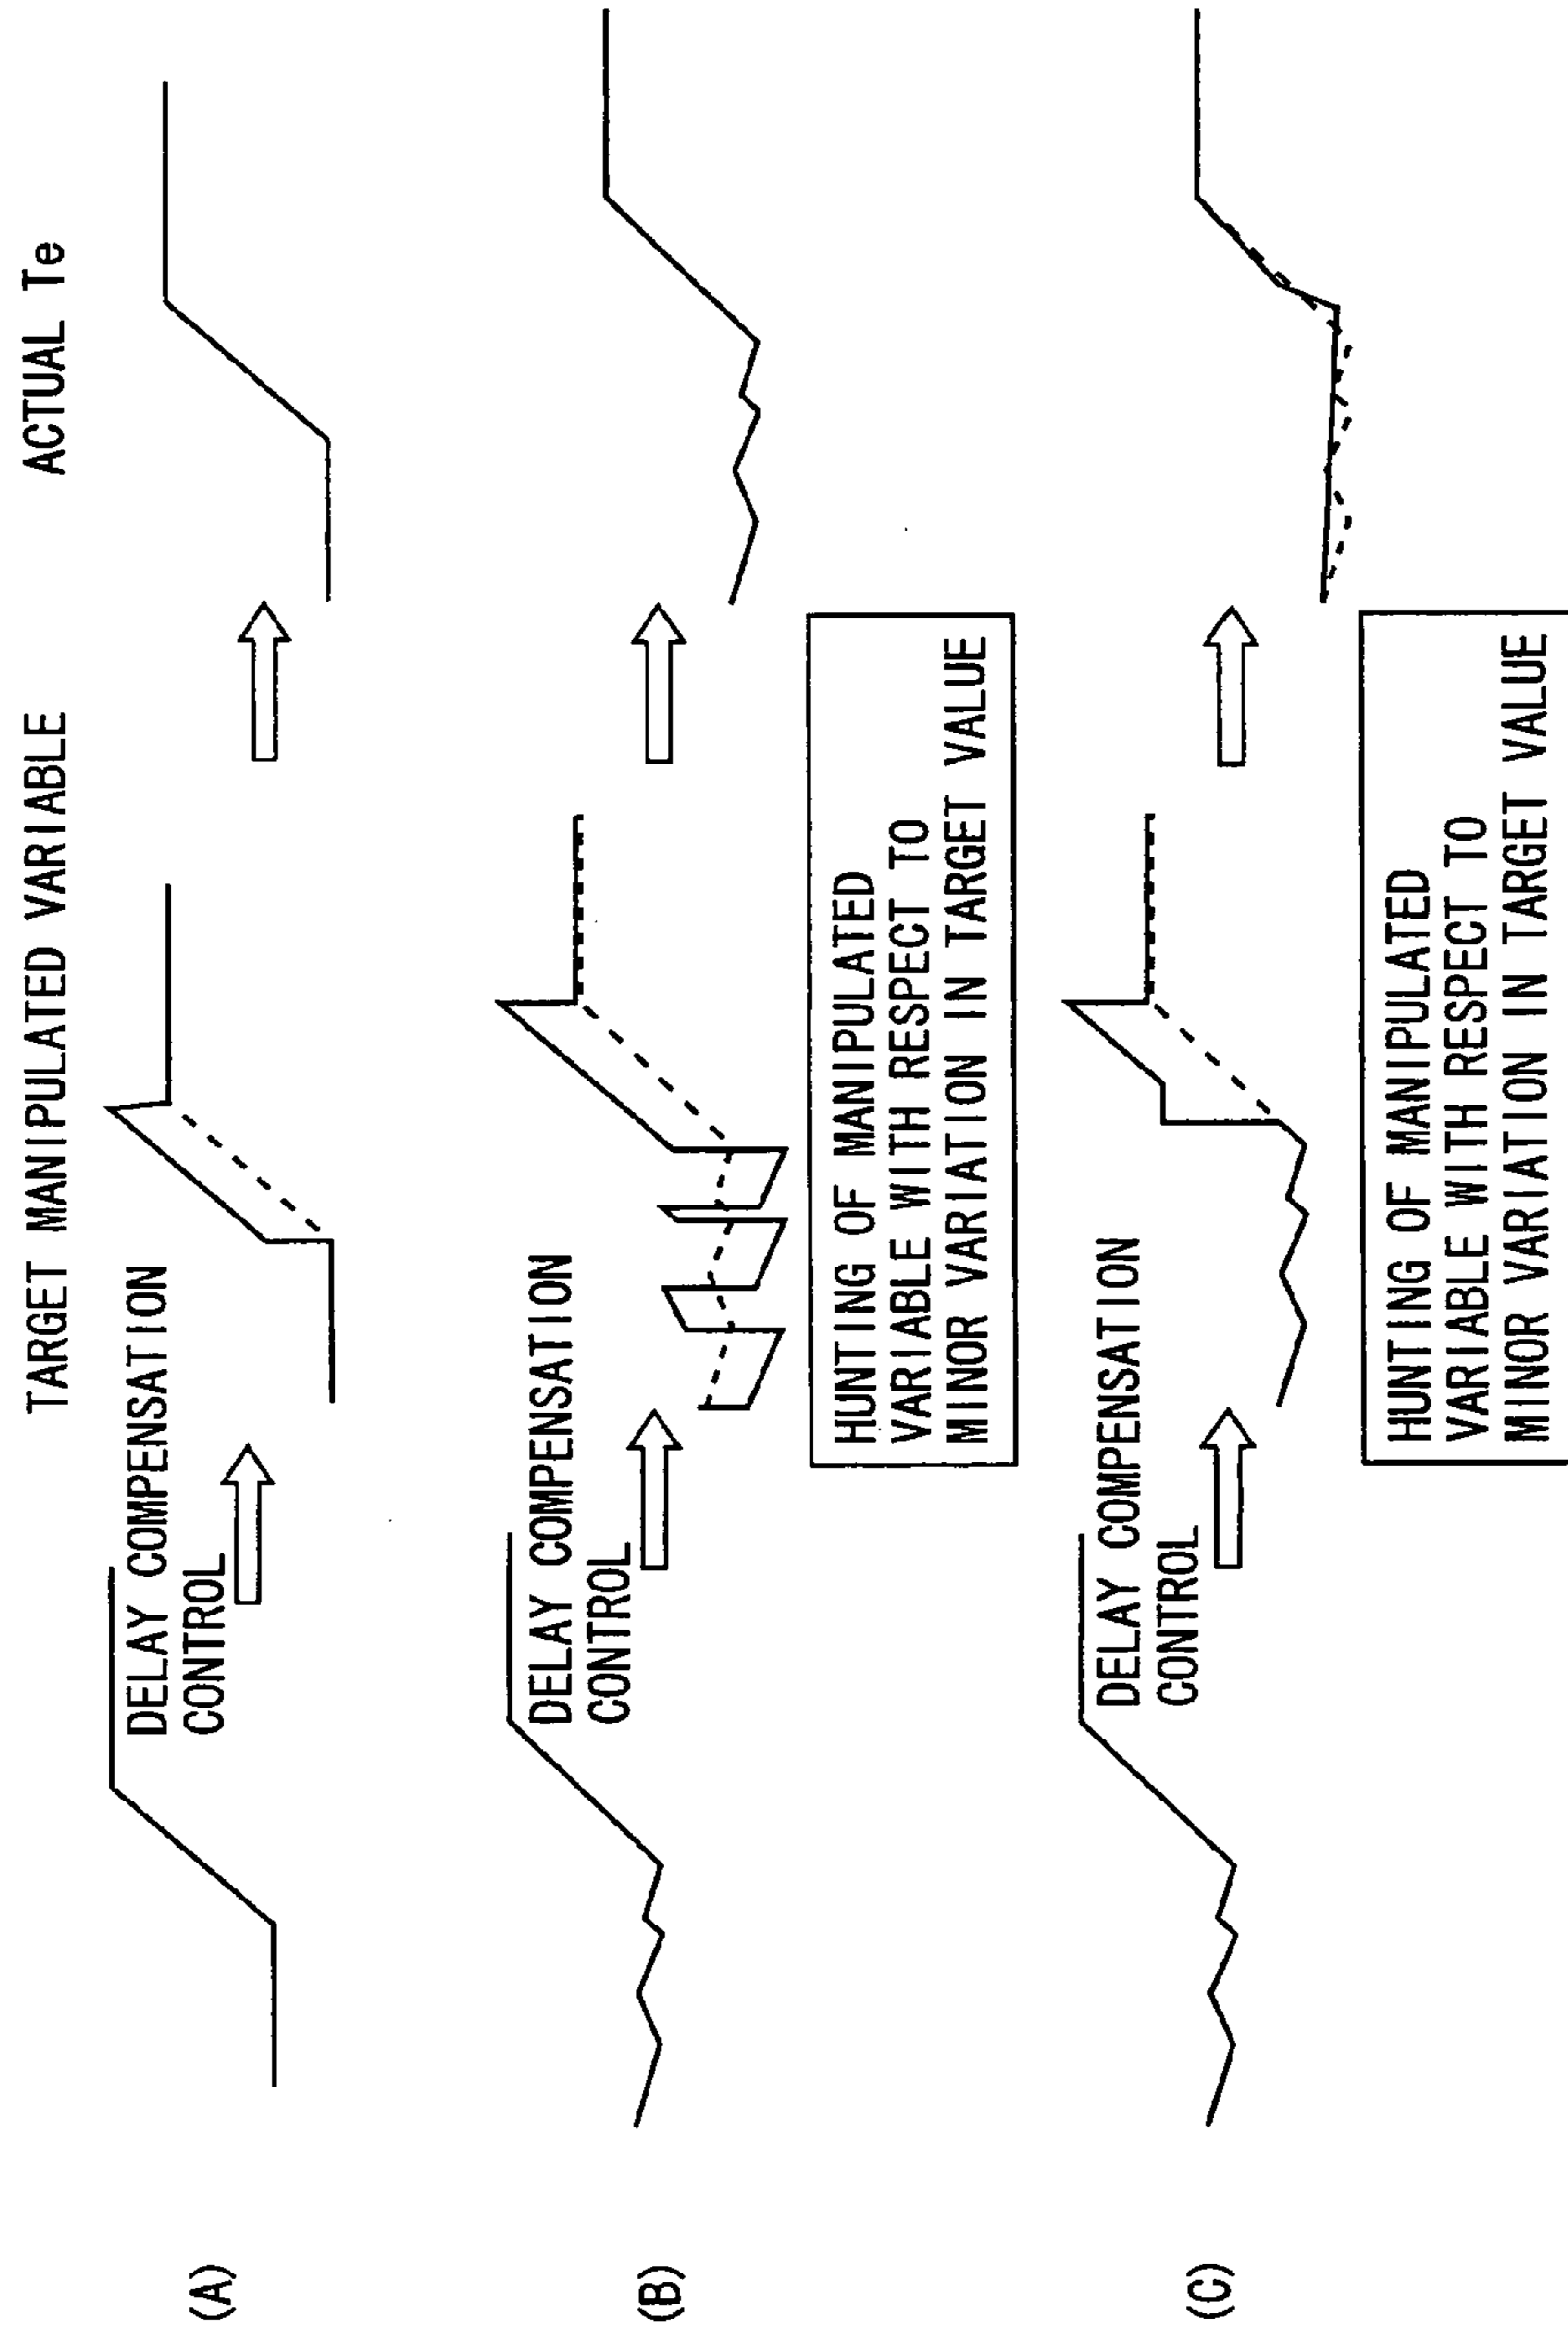 TARGET MANIPULATED VARIABLE
ACTUAL Te
(A)
DELAY COMPENSATION
CONTROL
(B)
DELAY COMPENSATION
CONTROL
HUNTING OF MANIPULATED
VARIABLE WITH RESPECT TO
MINOR VARIATION IN TARGET VALUE
(C)
DELAY COMPENSATION
CONTROL
HUNTING OF MANIPULATED
VARIABLE WITH RESPECT TO
MINOR VARIATION IN TARGET VALUE